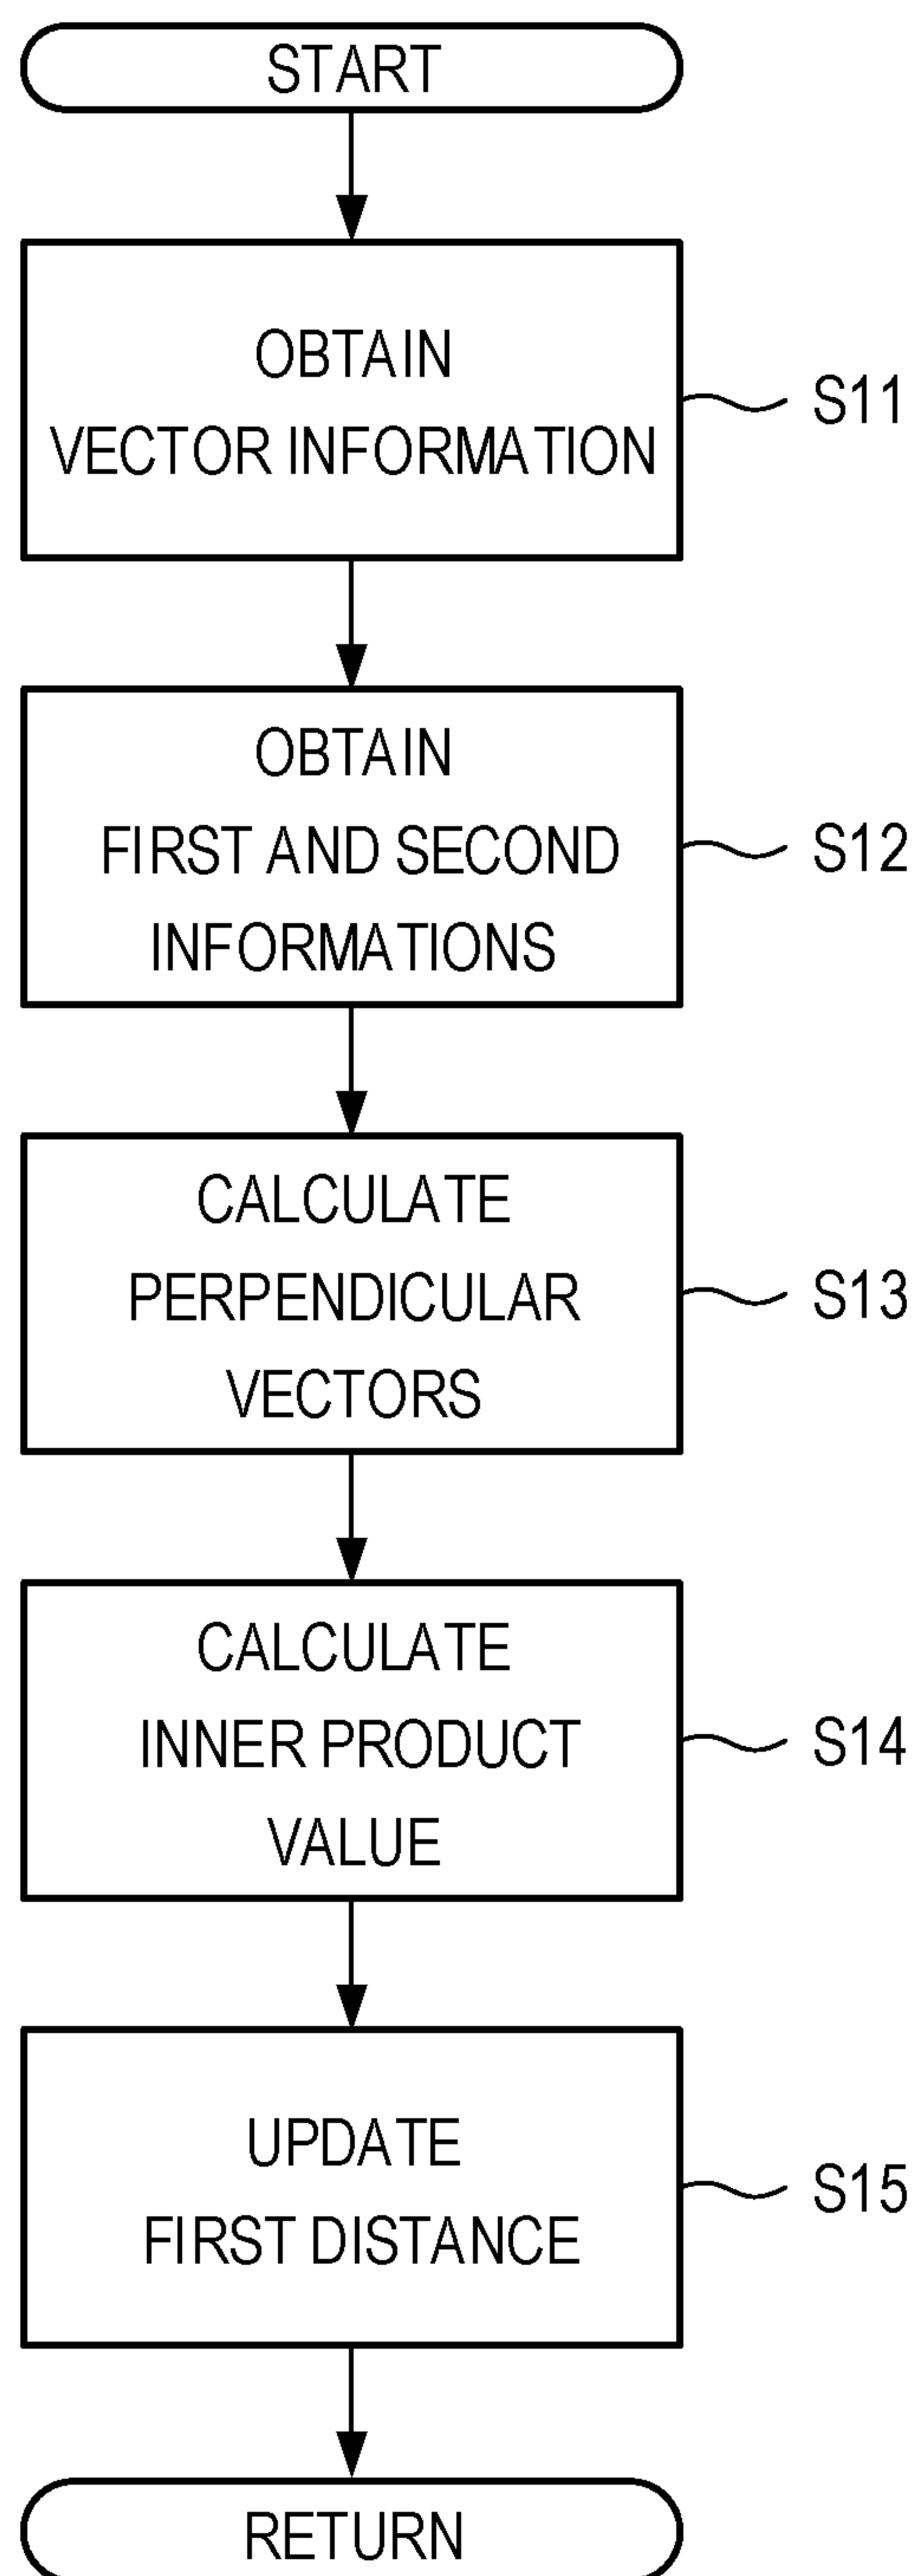 START
OBTAIN
VECTOR INFORMATION
S11
OBTAIN
FIRST AND SECOND
INFORMATIONS
S12
CALCULATE
PERPENDICULAR
VECTORS
S13
CALCULATE
INNER PRODUCT
VALUE
S14
UPDATE
FIRST DISTANCE
S15
RETURN